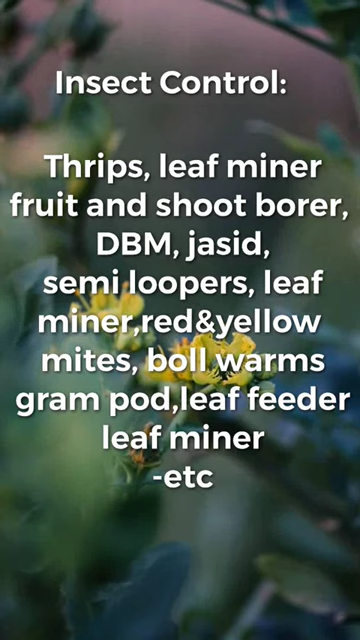 Insect Control:
Thrips, leaf miner
fruit and shoot borer,
DBM, jasid,
semi loopers, leaf
miner,red&yellow
mites, boll warms
gram pod,leaf feeder
leaf miner
-etc